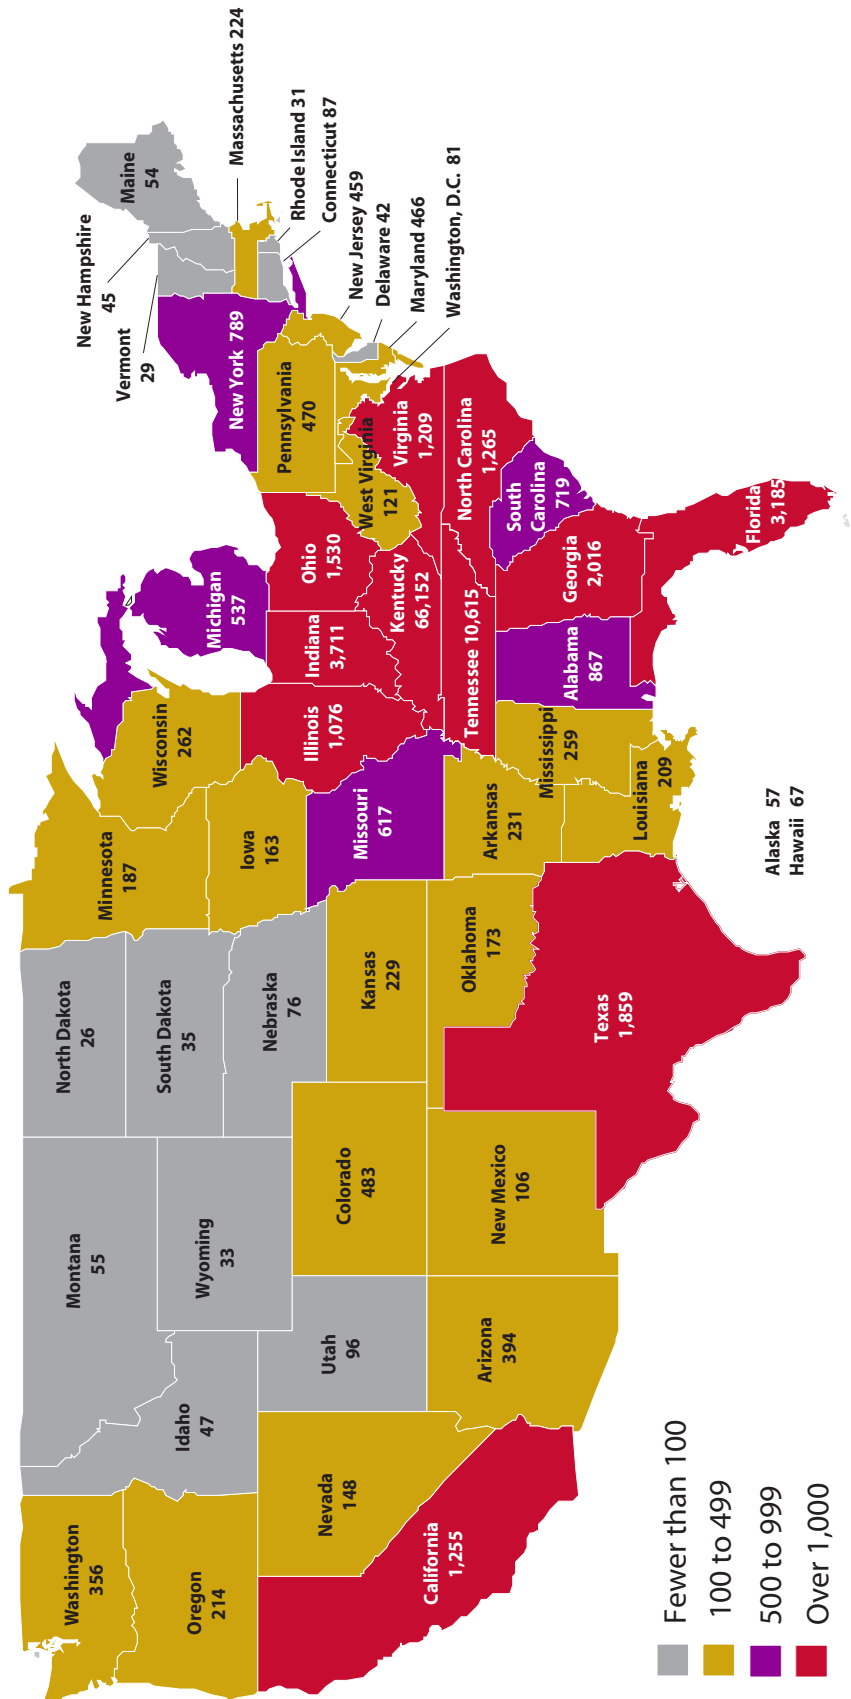 Washington
356
Oregon
214
California
1,255
Nevada
148
Idaho
47
Montana
55
Wyoming
33
Utah
96
Arizona
394
Colorado
483
New Mexico
106
North Dakota
26
South Dakota
35
Nebraska
76
Kansas
229
Oklahoma
173
Texas
1,859
Minnesota
187
Iowa
163
Missouri
617
Arkansas
231
Louisiana
209
Wisconsin
262
Illinois
1,076
Michigan
537
Indiana
3,711
Ohio
1,530
Kentucky
66,152
Tennessee 10,615
Mississippi
259
Alabama
867
Georgia
2,016
Florida
3,185
South
Carolina
719
North Carolina
1,265
Virginia
1,209
West Virginia
121
Pennsylvania
470
New York 789
Vermont
29
New Hampshire
45
Maine
54
Massachusetts 224
Rhode Island 31
Connecticut 87
New Jersey 459
Delaware 42
Maryland 466
Washington, D.C. 81
Alaska 57
Hawaii 67
Fewer than 100
100 to 499
500 to 999
Over 1,000